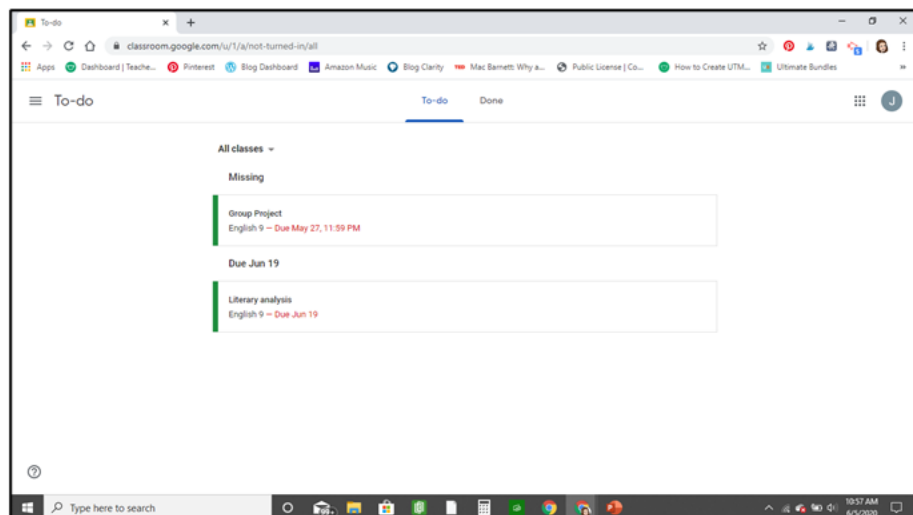 To-do
classroom.google.com/u/1/a/not-turned-in/all
Apps Dashboard | Teache... Pinterest Blog Dashboard Amazon Music Blog Clarity Mac Barnett: Why a... Public License | Co... How to Create UTM... Ultimate Bundles »
To-do To-do Done J
All classes
Missing
Group Project
English 9 — Due May 27, 11:59 PM
Due Jun 19
Literary analysis
English 9 — Due Jun 19
Type here to search
10:57 AM
6/5/2020